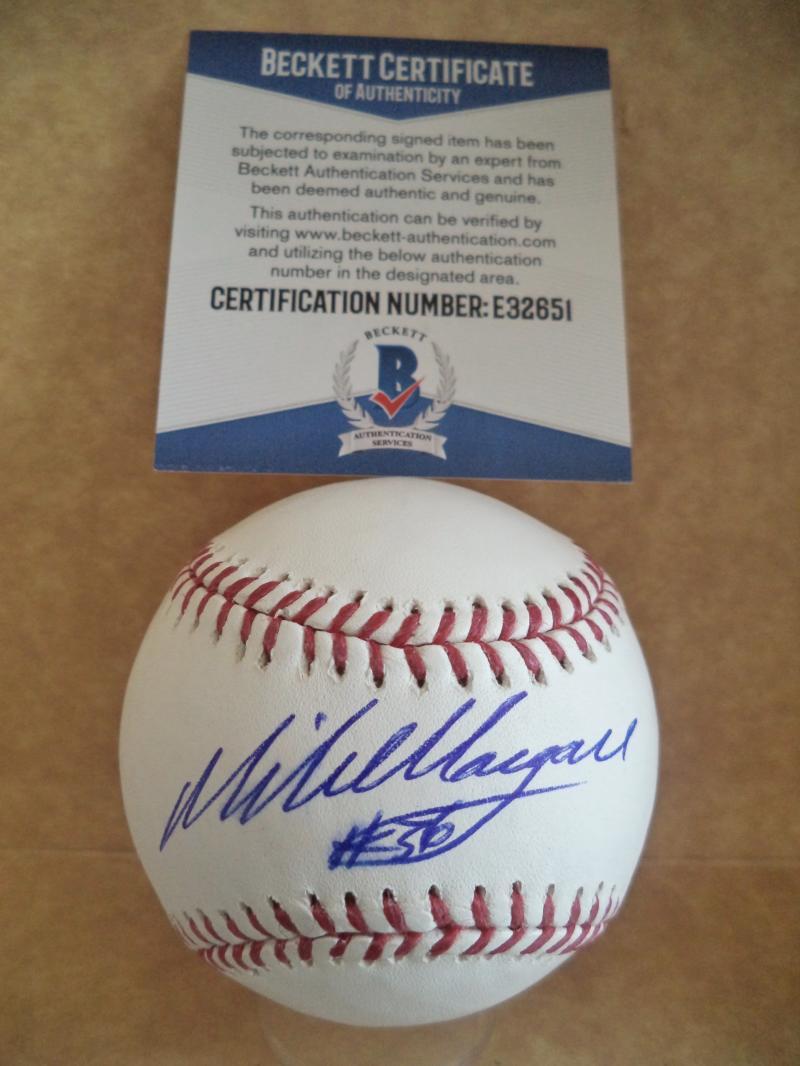 BECKETT CERTIFICATE
OF AUTHENTICITY
The corresponding signed item has been
subjected to examination by an expert from
Beckett Authentication Services and has
been deemed authentic and genuine.
This authentication can be verified by
visiting www.beckett-authentication.com
and utilizing the below authentication
number in the designated area.
CERTIFICATION NUMBER: E32651
BECKETT
B
AUTHENTICATION
SERVICES
Mike